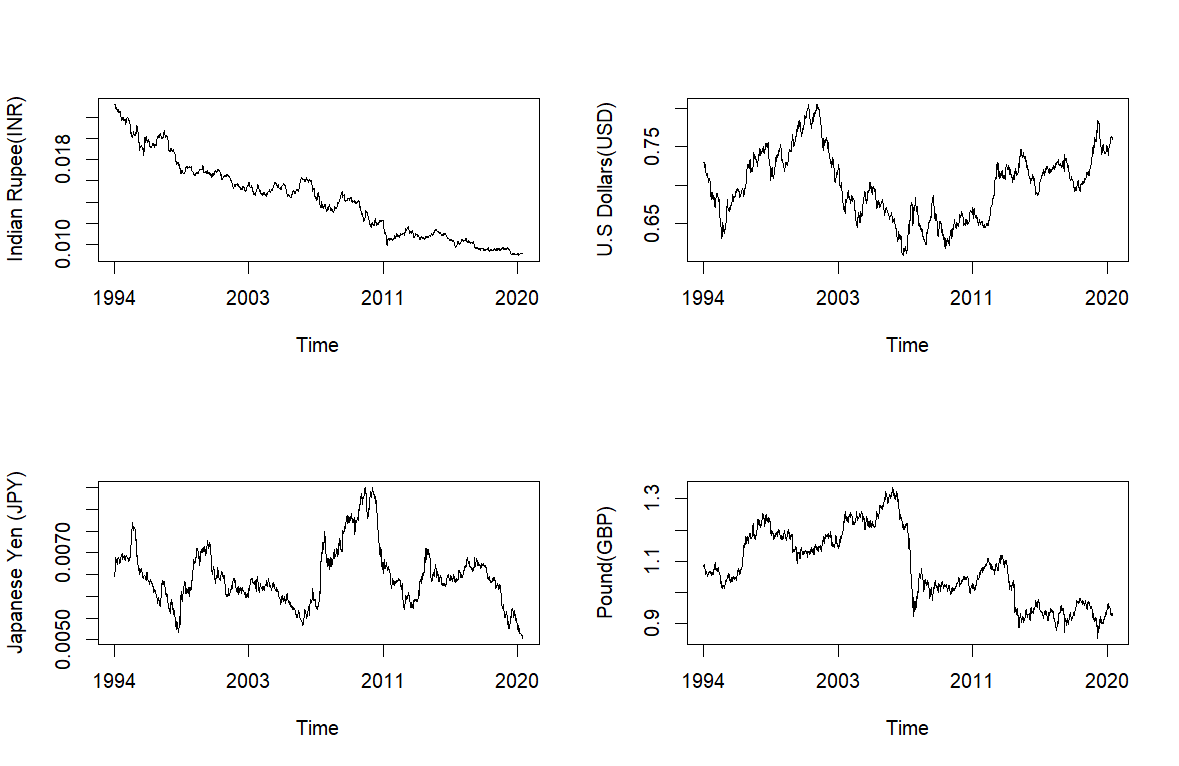 Indian Rupee(INR)
0.010 0.018
1994 2003 2011 2020
Time
U.S Dollars(USD)
0.65 0.75
1994 2003 2011 2020
Time
Japanese Yen (JPY)
0.0050 0.0070
1994 2003 2011 2020
Time
Pound(GBP)
0.9 1.1 1.3
1994 2003 2011 2020
Time